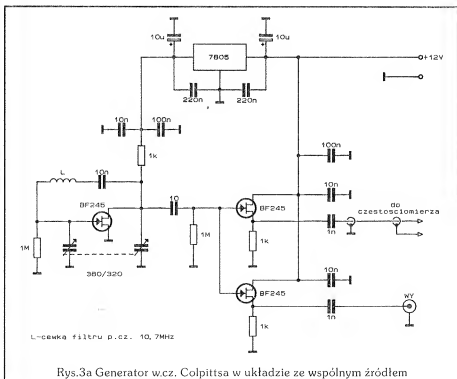 10u
10u
7805
+12V
220n
220n
10n
100n
100n
1k
L
10n
10n
BF245
10
BF245
do
czestosciomierza
1n
1M
1M
1k
380/320
10n
BF245
WY
1n
L-cewka filtru p.cz. 10,7MHz
1k
Rys.3a Generator w.cz. Colpittsa w układzie ze wspólnym źródłem